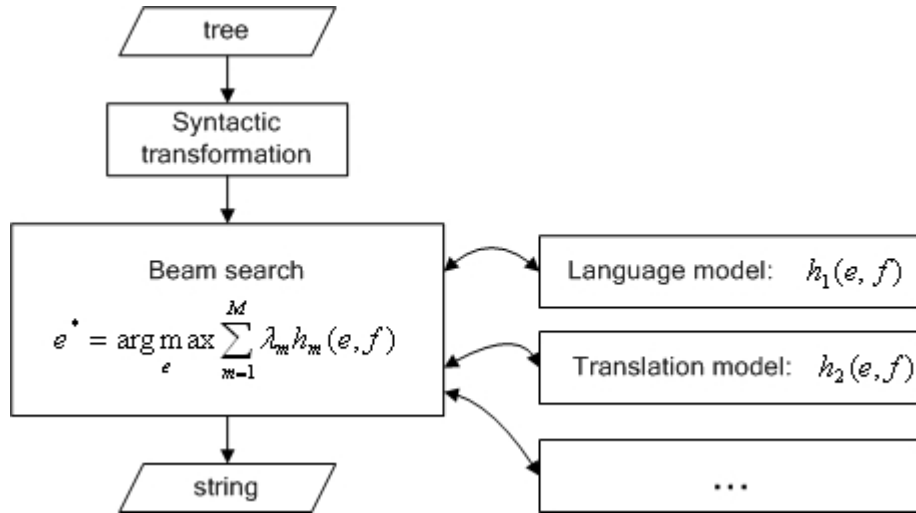 tree
Syntactic
transformation
Beam search
e* = arg max_e ∑_{m=1}^{M} λ_m h_m(e, f)
Language model: h_1(e, f)
Translation model: h_2(e, f)
...
string